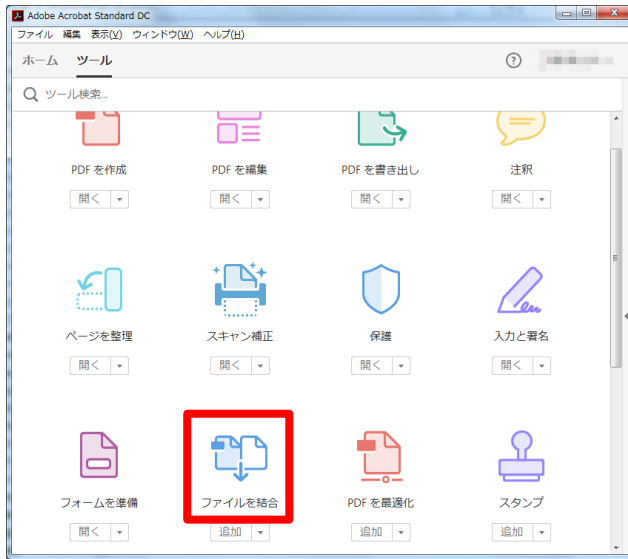 Adobe Acrobat Standard DC
ファイル 編集 表示(V) ウィンドウ(W) ヘルプ(H)
ホーム ツール
ツール検索...
PDF を作成 PDF を編集 PDF を書き出し 注釈
開く 開く 開く 開く
ページを整理 スキャン補正 保護 入力と署名
開く 開く 開く 開く
フォームを準備 ファイルを結合 PDF を最適化 スタンプ
開く 追加 追加 追加